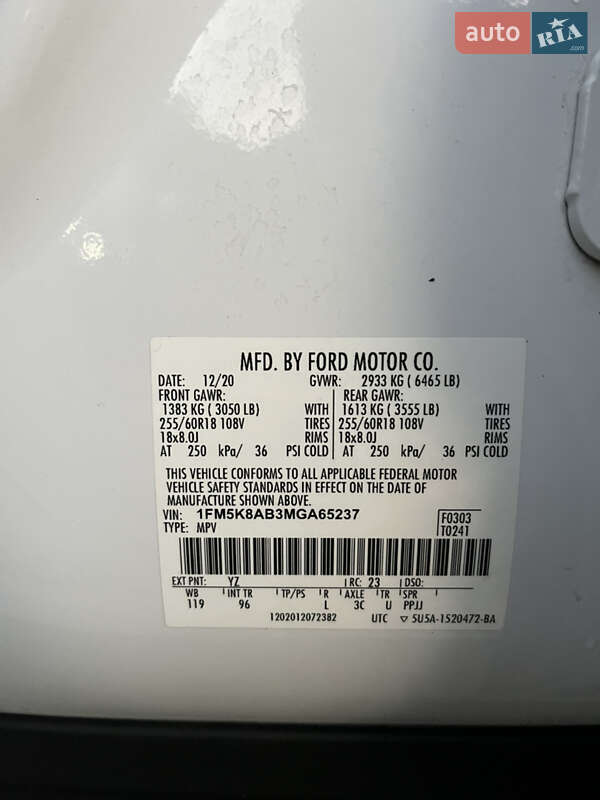 auto RIA .com
MFD. BY FORD MOTOR CO.
DATE: 12/20 GVWR: 2933 KG ( 6465 LB)
FRONT GAWR: REAR GAWR:
1383 KG ( 3050 LB) WITH 1613 KG ( 3555 LB) WITH
255/60R18 108V TIRES 255/60R18 108V TIRES
18x8.0J RIMS 18x8.0J RIMS
AT 250 kPa/ 36 PSI COLD AT 250 kPa/ 36 PSI COLD
THIS VEHICLE CONFORMS TO ALL APPLICABLE FEDERAL MOTOR
VEHICLE SAFETY STANDARDS IN EFFECT ON THE DATE OF
MANUFACTURE SHOWN ABOVE.
VIN: 1FM5K8AB3MGA65237 F0303
TYPE: MPV T0241
EXT PNT: YZ RC: 23 DSO:
WB INT TR TP/PS R AXLE TR SPR
119 96 L 3C U PPJJ
1202012072382 UTC ▽ 5U5A-1520472-BA